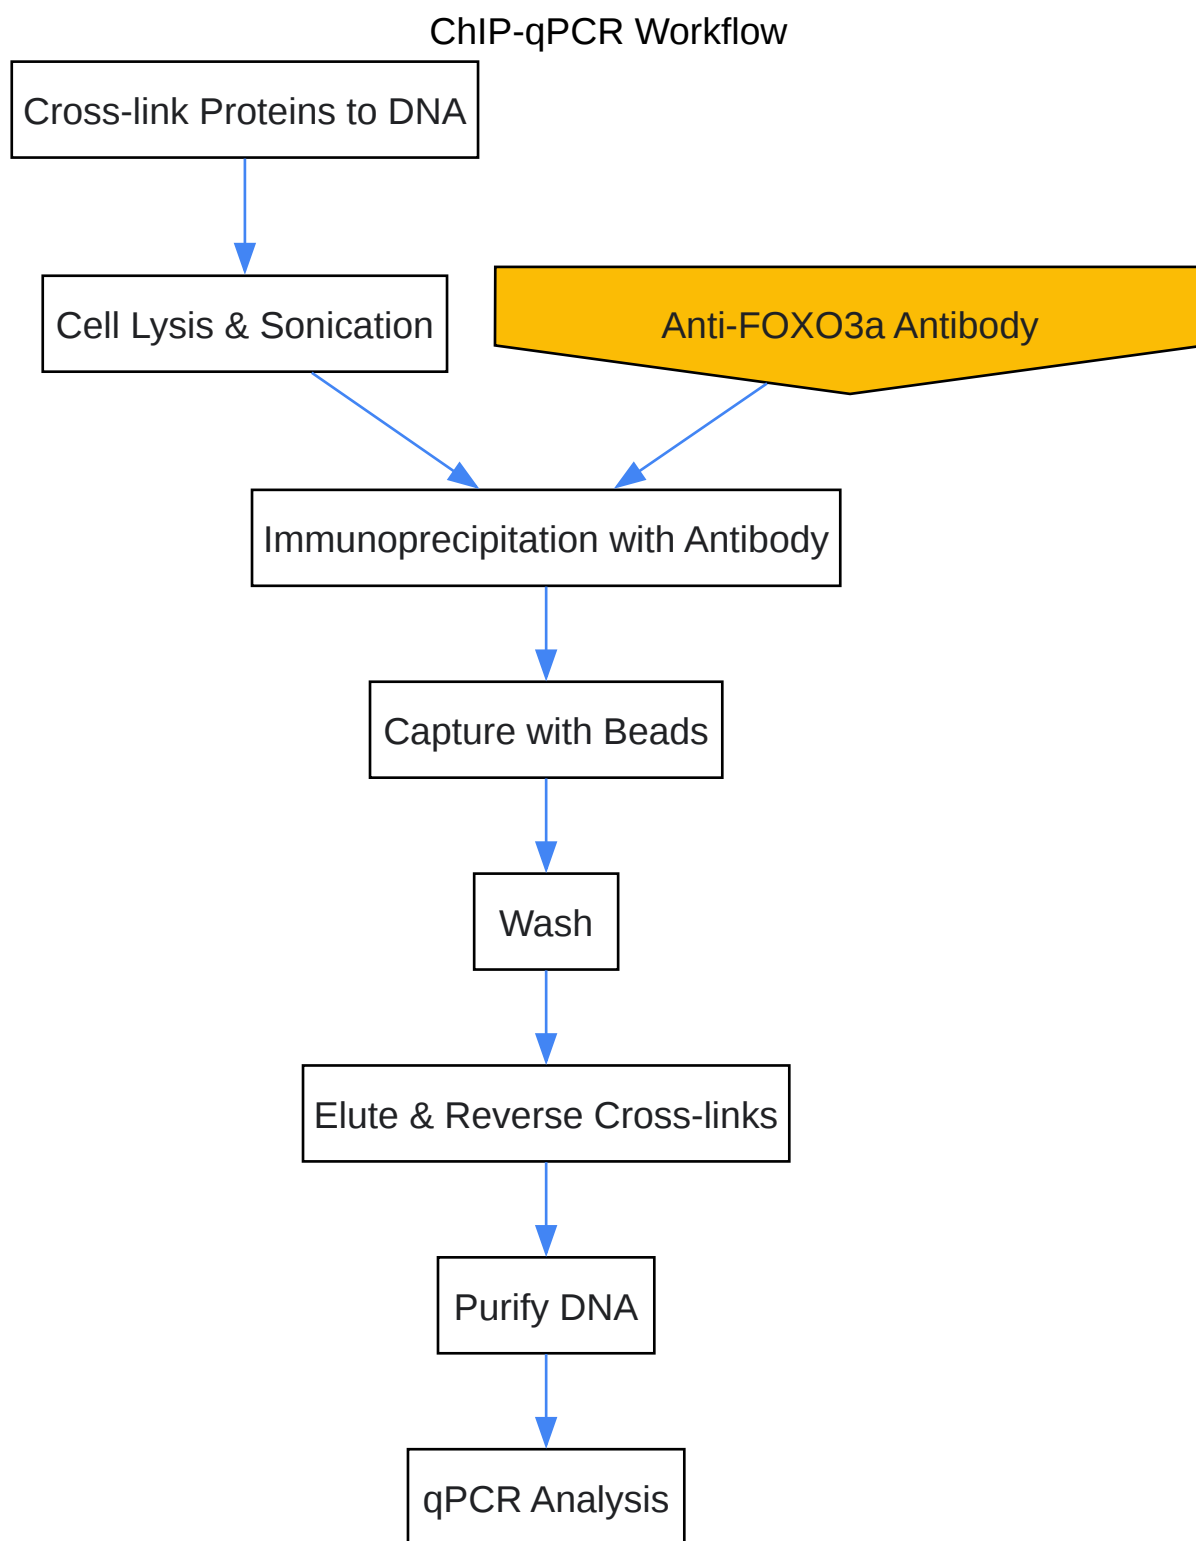 ChIP-qPCR Workflow
Cross-link Proteins to DNA
Cell Lysis & Sonication
Anti-FOXO3a Antibody
Immunoprecipitation with Antibody
Capture with Beads
Wash
Elute & Reverse Cross-links
Purify DNA
qPCR Analysis